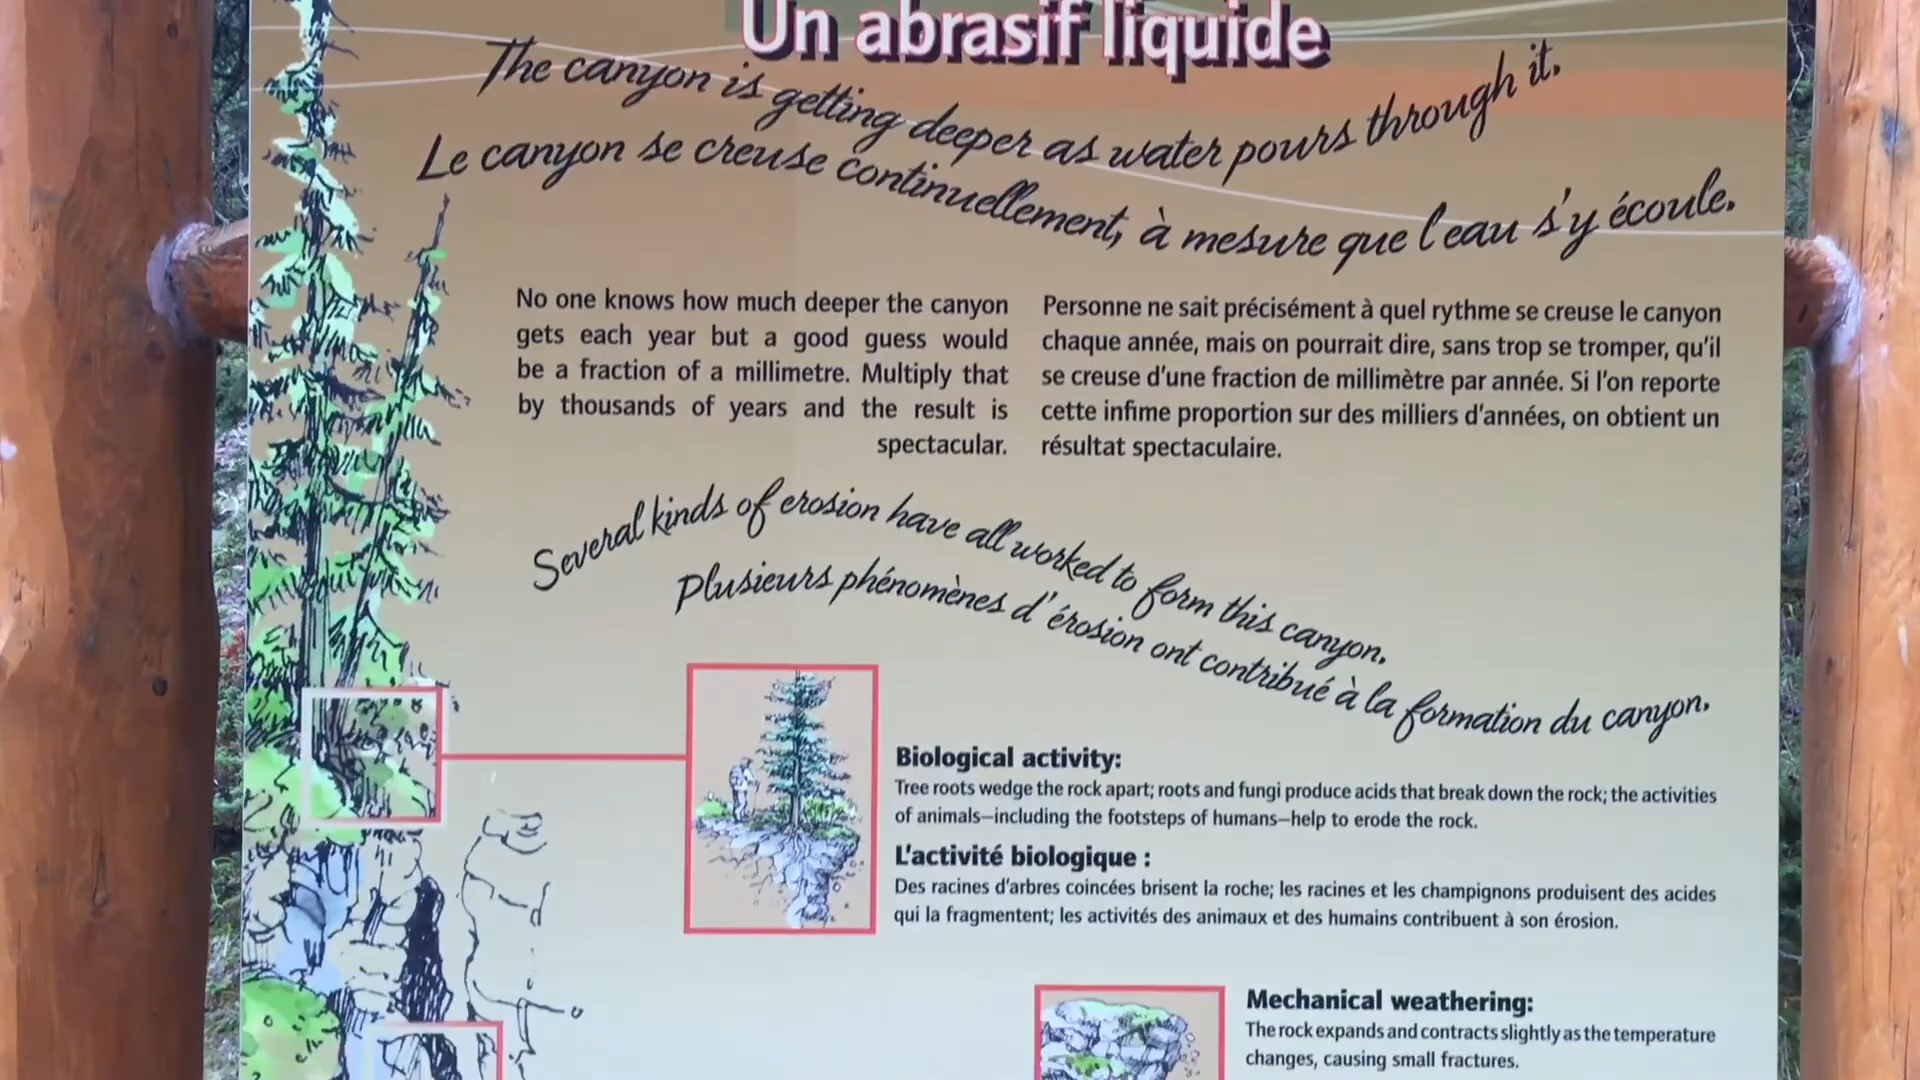 Un abrasif liquide
The canyon is getting deeper as water pours through it.
Le canyon se creuse continuellement, à mesure que l'eau s'y écoule.
No one knows how much deeper the canyon
gets each year but a good guess would
be a fraction of a millimetre. Multiply that
by thousands of years and the result is
spectacular.
Personne ne sait précisément à quel rythme se creuse le canyon
chaque année, mais on pourrait dire, sans trop se tromper, qu'il
se creuse d'une fraction de millimètre par année. Si l'on reporte
cette infime proportion sur des milliers d'années, on obtient un
résultat spectaculaire.
Several kinds of erosion have all worked to form this canyon.
Plusieurs phénomènes d'érosion ont contribué à la formation du canyon.
Biological activity:
Tree roots wedge the rock apart; roots and fungi produce acids that break down the rock; the activities
of animals—including the footsteps of humans—help to erode the rock.
L'activité biologique :
Des racines d'arbres coincées brisent la roche; les racines et les champignons produisent des acides
qui la fragmentent; les activités des animaux et des humains contribuent à son érosion.
Mechanical weathering:
The rock expands and contracts slightly as the temperature
changes, causing small fractures.